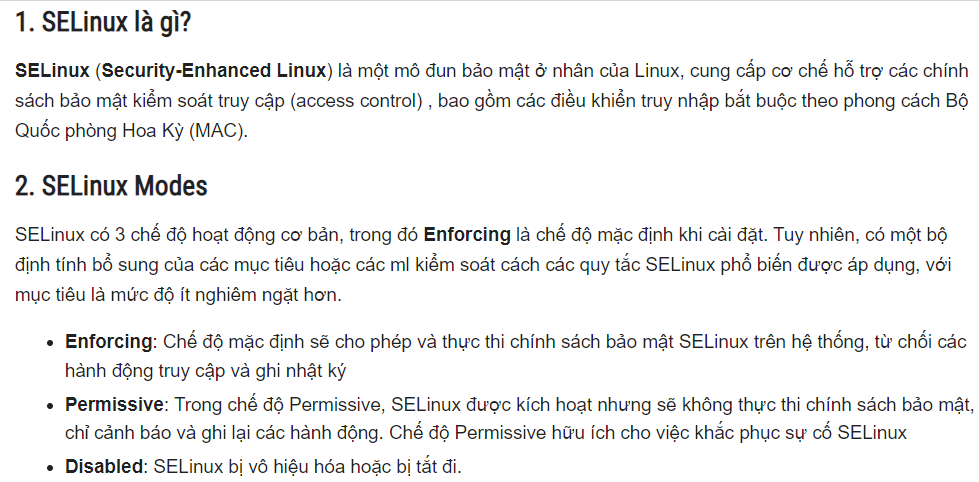 1. SELinux là gì?
SELinux (Security-Enhanced Linux) là một mô đun bảo mật ở nhân của Linux, cung cấp cơ chế hỗ trợ các chính
sách bảo mật kiểm soát truy cập (access control) , bao gồm các điều khiển truy nhập bắt buộc theo phong cách Bộ
Quốc phòng Hoa Kỳ (MAC).
2. SELinux Modes
SELinux có 3 chế độ hoạt động cơ bản, trong đó Enforcing là chế độ mặc định khi cài đặt. Tuy nhiên, có một bộ
định tính bổ sung của các mục tiêu hoặc các ml kiểm soát cách các quy tắc SELinux phổ biến được áp dụng, với
mục tiêu là mức độ ít nghiêm ngặt hơn.
• Enforcing: Chế độ mặc định sẽ cho phép và thực thi chính sách bảo mật SELinux trên hệ thống, từ chối các
hành động truy cập và ghi nhật ký
• Permissive: Trong chế độ Permissive, SELinux được kích hoạt nhưng sẽ không thực thi chính sách bảo mật,
chỉ cảnh báo và ghi lại các hành động. Chế độ Permissive hữu ích cho việc khắc phục sự cố SELinux
• Disabled: SELinux bị vô hiệu hóa hoặc bị tắt đi.